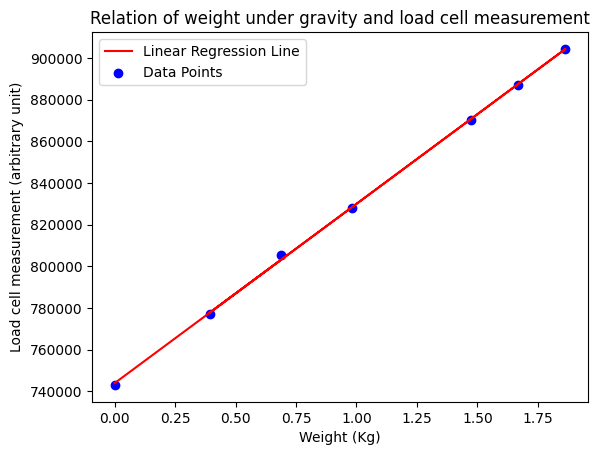 Relation of weight under gravity and load cell measurement
Linear Regression Line
Data Points
Load cell measurement (arbitrary unit)
900000
880000
860000
840000
820000
800000
780000
760000
740000
0.00 0.25 0.50 0.75 1.00 1.25 1.50 1.75
Weight (Kg)